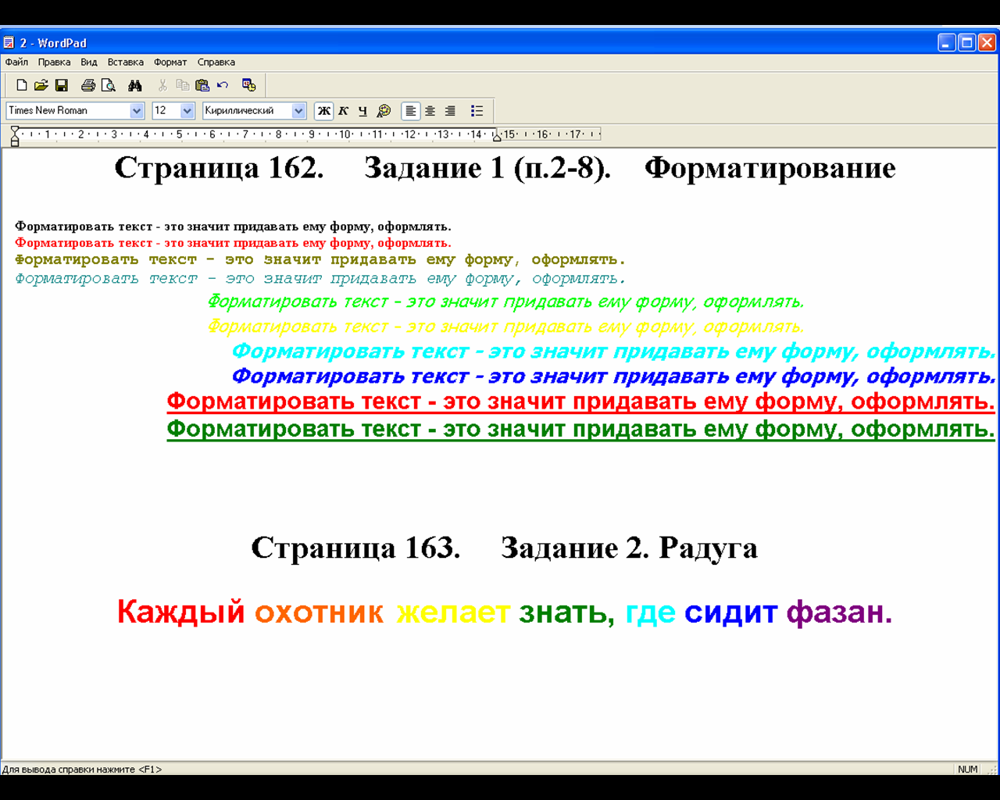 2 - WordPad
Файл Правка Вид Вставка Формат Справка
Times New Roman 12 Кириллический Ж К Ч
1 2 3 4 5 6 7 8 9 10 11 12 13 14 15 16 17
Страница 162. Задание 1 (п.2-8). Форматирование
Форматировать текст - это значит придавать ему форму, оформлять.
Форматировать текст - это значит придавать ему форму, оформлять.
Форматировать текст - это значит придавать ему форму, оформлять.
Форматировать текст - это значит придавать ему форму, оформлять.
Форматировать текст - это значит придавать ему форму, оформлять.
Форматировать текст - это значит придавать ему форму, оформлять.
Форматировать текст - это значит придавать ему форму, оформлять.
Форматировать текст - это значит придавать ему форму, оформлять.
Форматировать текст - это значит придавать ему форму, оформлять.
Форматировать текст - это значит придавать ему форму, оформлять.
Страница 163. Задание 2. Радуга
Каждый охотник желает знать, где сидит фазан.
Для вывода справки нажмите <F1> NUM